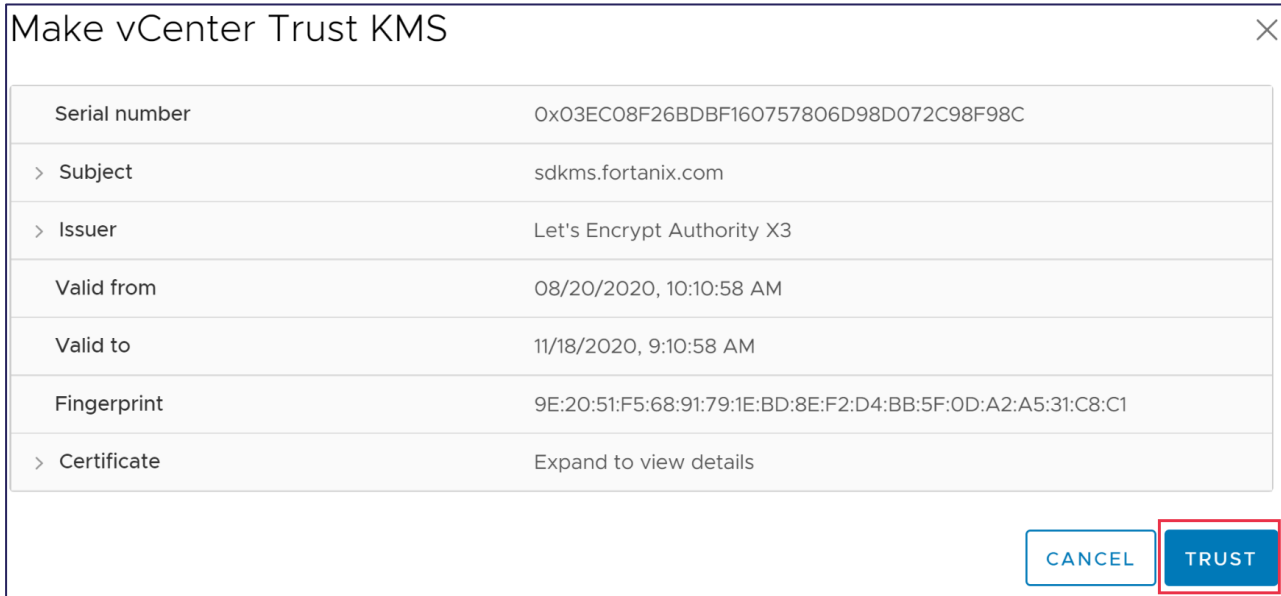 Make vCenter Trust KMS
Serial number 0x03EC08F26BDBF160757806D98D072C98F98C
Subject sdkms.fortanix.com
Issuer Let's Encrypt Authority X3
Valid from 08/20/2020, 10:10:58 AM
Valid to 11/18/2020, 9:10:58 AM
Fingerprint 9E:20:51:F5:68:91:79:1E:BD:8E:F2:D4:BB:5F:0D:A2:A5:31:C8:C1
Certificate Expand to view details
CANCEL TRUST